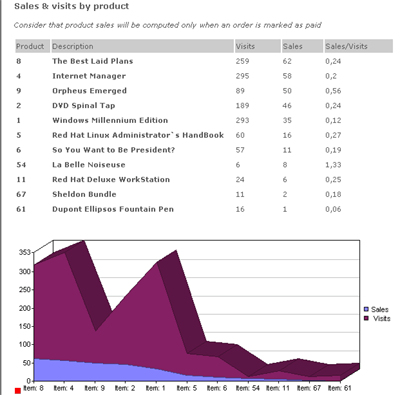 Sales & visits by product
Consider that product sales will be computed only when an order is marked as paid
Product Description Visits Sales Sales/Visits
8 The Best Laid Plans 259 62 0,24
4 Internet Manager 295 58 0,2
9 Orpheus Emerged 89 50 0,56
2 DVD Spinal Tap 189 46 0,24
1 Windows Millennium Edition 293 35 0,12
5 Red Hat Linux Administrator`s HandBook 60 16 0,27
6 So You Want to Be President? 57 11 0,19
54 La Belle Noiseuse 6 8 1,33
11 Red Hat Deluxe WorkStation 24 6 0,25
67 Sheldon Bundle 11 2 0,18
61 Dupont Ellipsos Fountain Pen 16 1 0,06
353
300
250
200
150
100
50
0
Item: 8 Item: 4 Item: 9 Item: 2 Item: 1 Item: 5 Item: 6 Item: 54 Item: 11 Item: 67 Item: 61
Sales
Visits